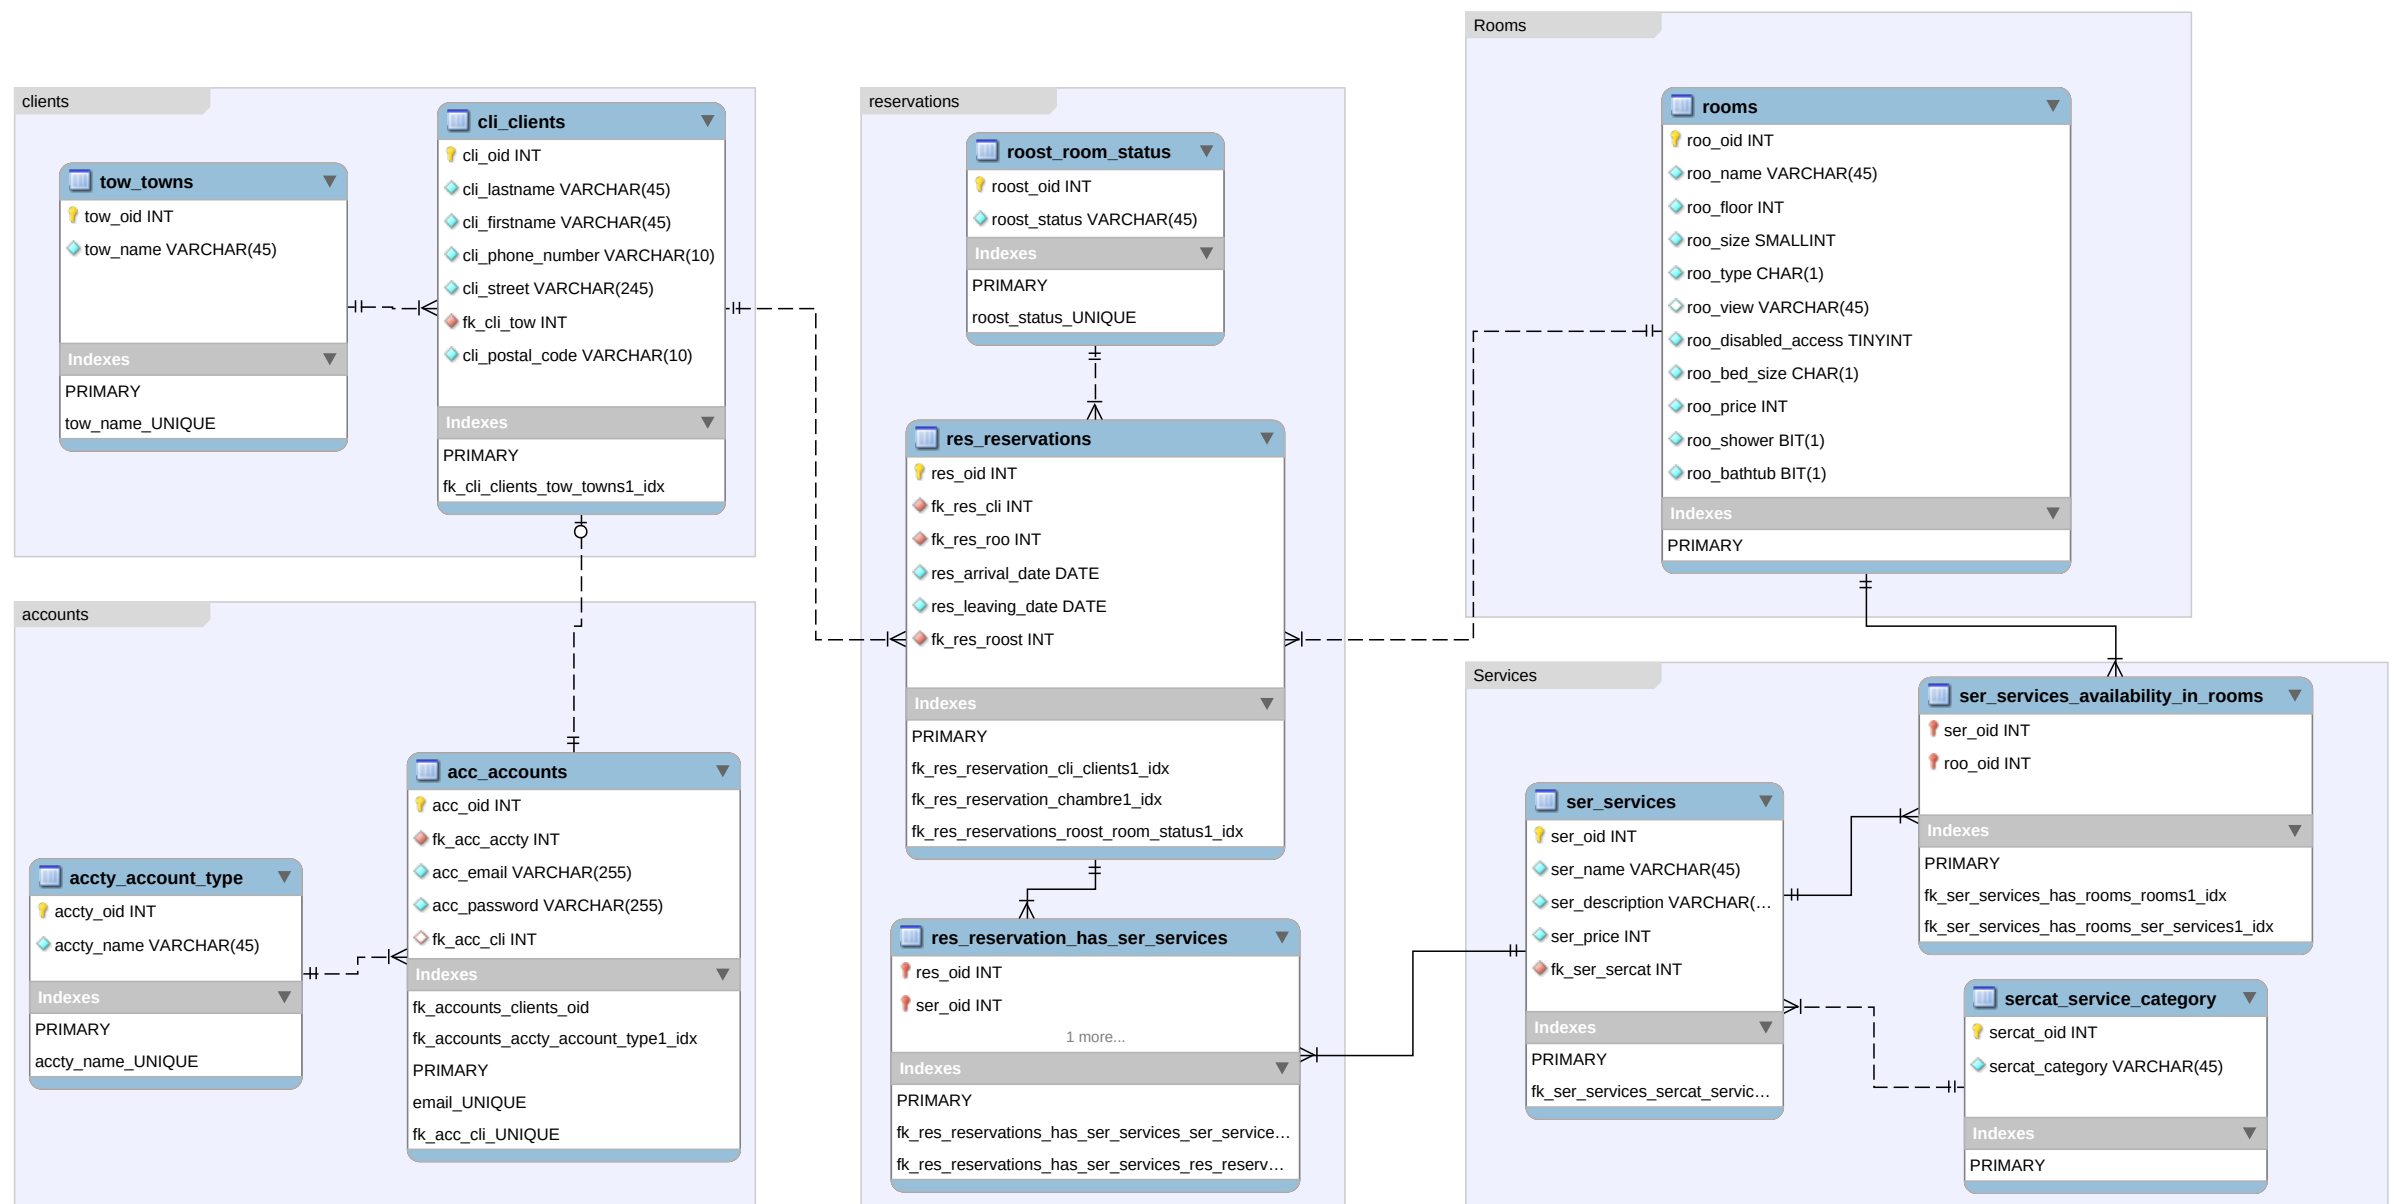 clients
tow_towns
tow_oid INT
tow_name VARCHAR(45)
Indexes
PRIMARY
tow_name_UNIQUE
cli_clients
cli_oid INT
cli_lastname VARCHAR(45)
cli_firstname VARCHAR(45)
cli_phone_number VARCHAR(10)
cli_street VARCHAR(245)
fk_cli_tow INT
cli_postal_code VARCHAR(10)
Indexes
PRIMARY
fk_cli_clients_tow_towns1_idx
accounts
accty_account_type
accty_oid INT
accty_name VARCHAR(45)
Indexes
PRIMARY
accty_name_UNIQUE
acc_accounts
acc_oid INT
fk_acc_accty INT
acc_email VARCHAR(255)
acc_password VARCHAR(255)
fk_acc_cli INT
Indexes
fk_accounts_clients_oid
fk_accounts_accty_account_type1_idx
PRIMARY
email_UNIQUE
fk_acc_cli_UNIQUE
reservations
roost_room_status
roost_oid INT
roost_status VARCHAR(45)
Indexes
PRIMARY
roost_status_UNIQUE
res_reservations
res_oid INT
fk_res_cli INT
fk_res_roo INT
res_arrival_date DATE
res_leaving_date DATE
fk_res_roost INT
Indexes
PRIMARY
fk_res_reservation_cli_clients1_idx
fk_res_reservation_chambre1_idx
fk_res_reservations_roost_room_status1_idx
res_reservation_has_ser_services
res_oid INT
ser_oid INT
1 more...
Indexes
PRIMARY
fk_res_reservations_has_ser_services_ser_service...
fk_res_reservations_has_ser_services_res_reserv...
Rooms
rooms
roo_oid INT
roo_name VARCHAR(45)
roo_floor INT
roo_size SMALLINT
roo_type CHAR(1)
roo_view VARCHAR(45)
roo_disabled_access TINYINT
roo_bed_size CHAR(1)
roo_price INT
roo_shower BIT(1)
roo_bathtub BIT(1)
Indexes
PRIMARY
Services
ser_services
ser_oid INT
ser_name VARCHAR(45)
ser_description VARCHAR(...
ser_price INT
fk_ser_sercat INT
Indexes
PRIMARY
fk_ser_services_sercat_servic...
ser_services_availability_in_rooms
ser_oid INT
roo_oid INT
Indexes
PRIMARY
fk_ser_services_has_rooms_rooms1_idx
fk_ser_services_has_rooms_ser_services1_idx
sercat_service_category
sercat_oid INT
sercat_category VARCHAR(45)
Indexes
PRIMARY